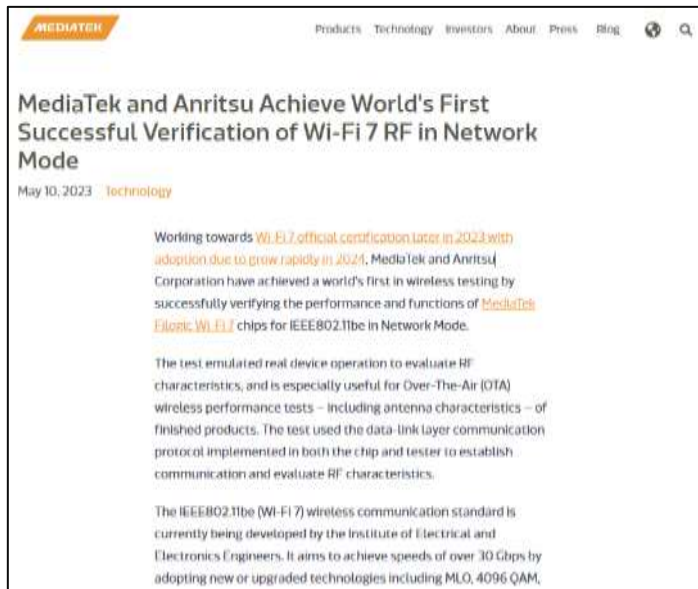 MEDIATEK
Products Technology Investors About Press Blog
MediaTek and Anritsu Achieve World's First
Successful Verification of Wi-Fi 7 RF in Network
Mode
May 10, 2023 Technology
Working towards Wi-Fi 7 official certification later in 2023 with
adoption due to grow rapidly in 2024, MediaTek and Anritsu
Corporation have achieved a world's first in wireless testing by
successfully verifying the performance and functions of MediaTek
Filogic Wi-Fi 7 chips for IEEE802.11be in Network Mode.
The test emulated real device operation to evaluate RF
characteristics, and is especially useful for Over-The-Air (OTA)
wireless performance tests – including antenna characteristics – of
finished products. The test used the data-link layer communication
protocol implemented in both the chip and tester to establish
communication and evaluate RF characteristics.
The IEEE802.11be (Wi-Fi 7) wireless communication standard is
currently being developed by the Institute of Electrical and
Electronics Engineers. It aims to achieve speeds of over 30 Gbps by
adopting new or upgraded technologies including MLO, 4096 QAM,